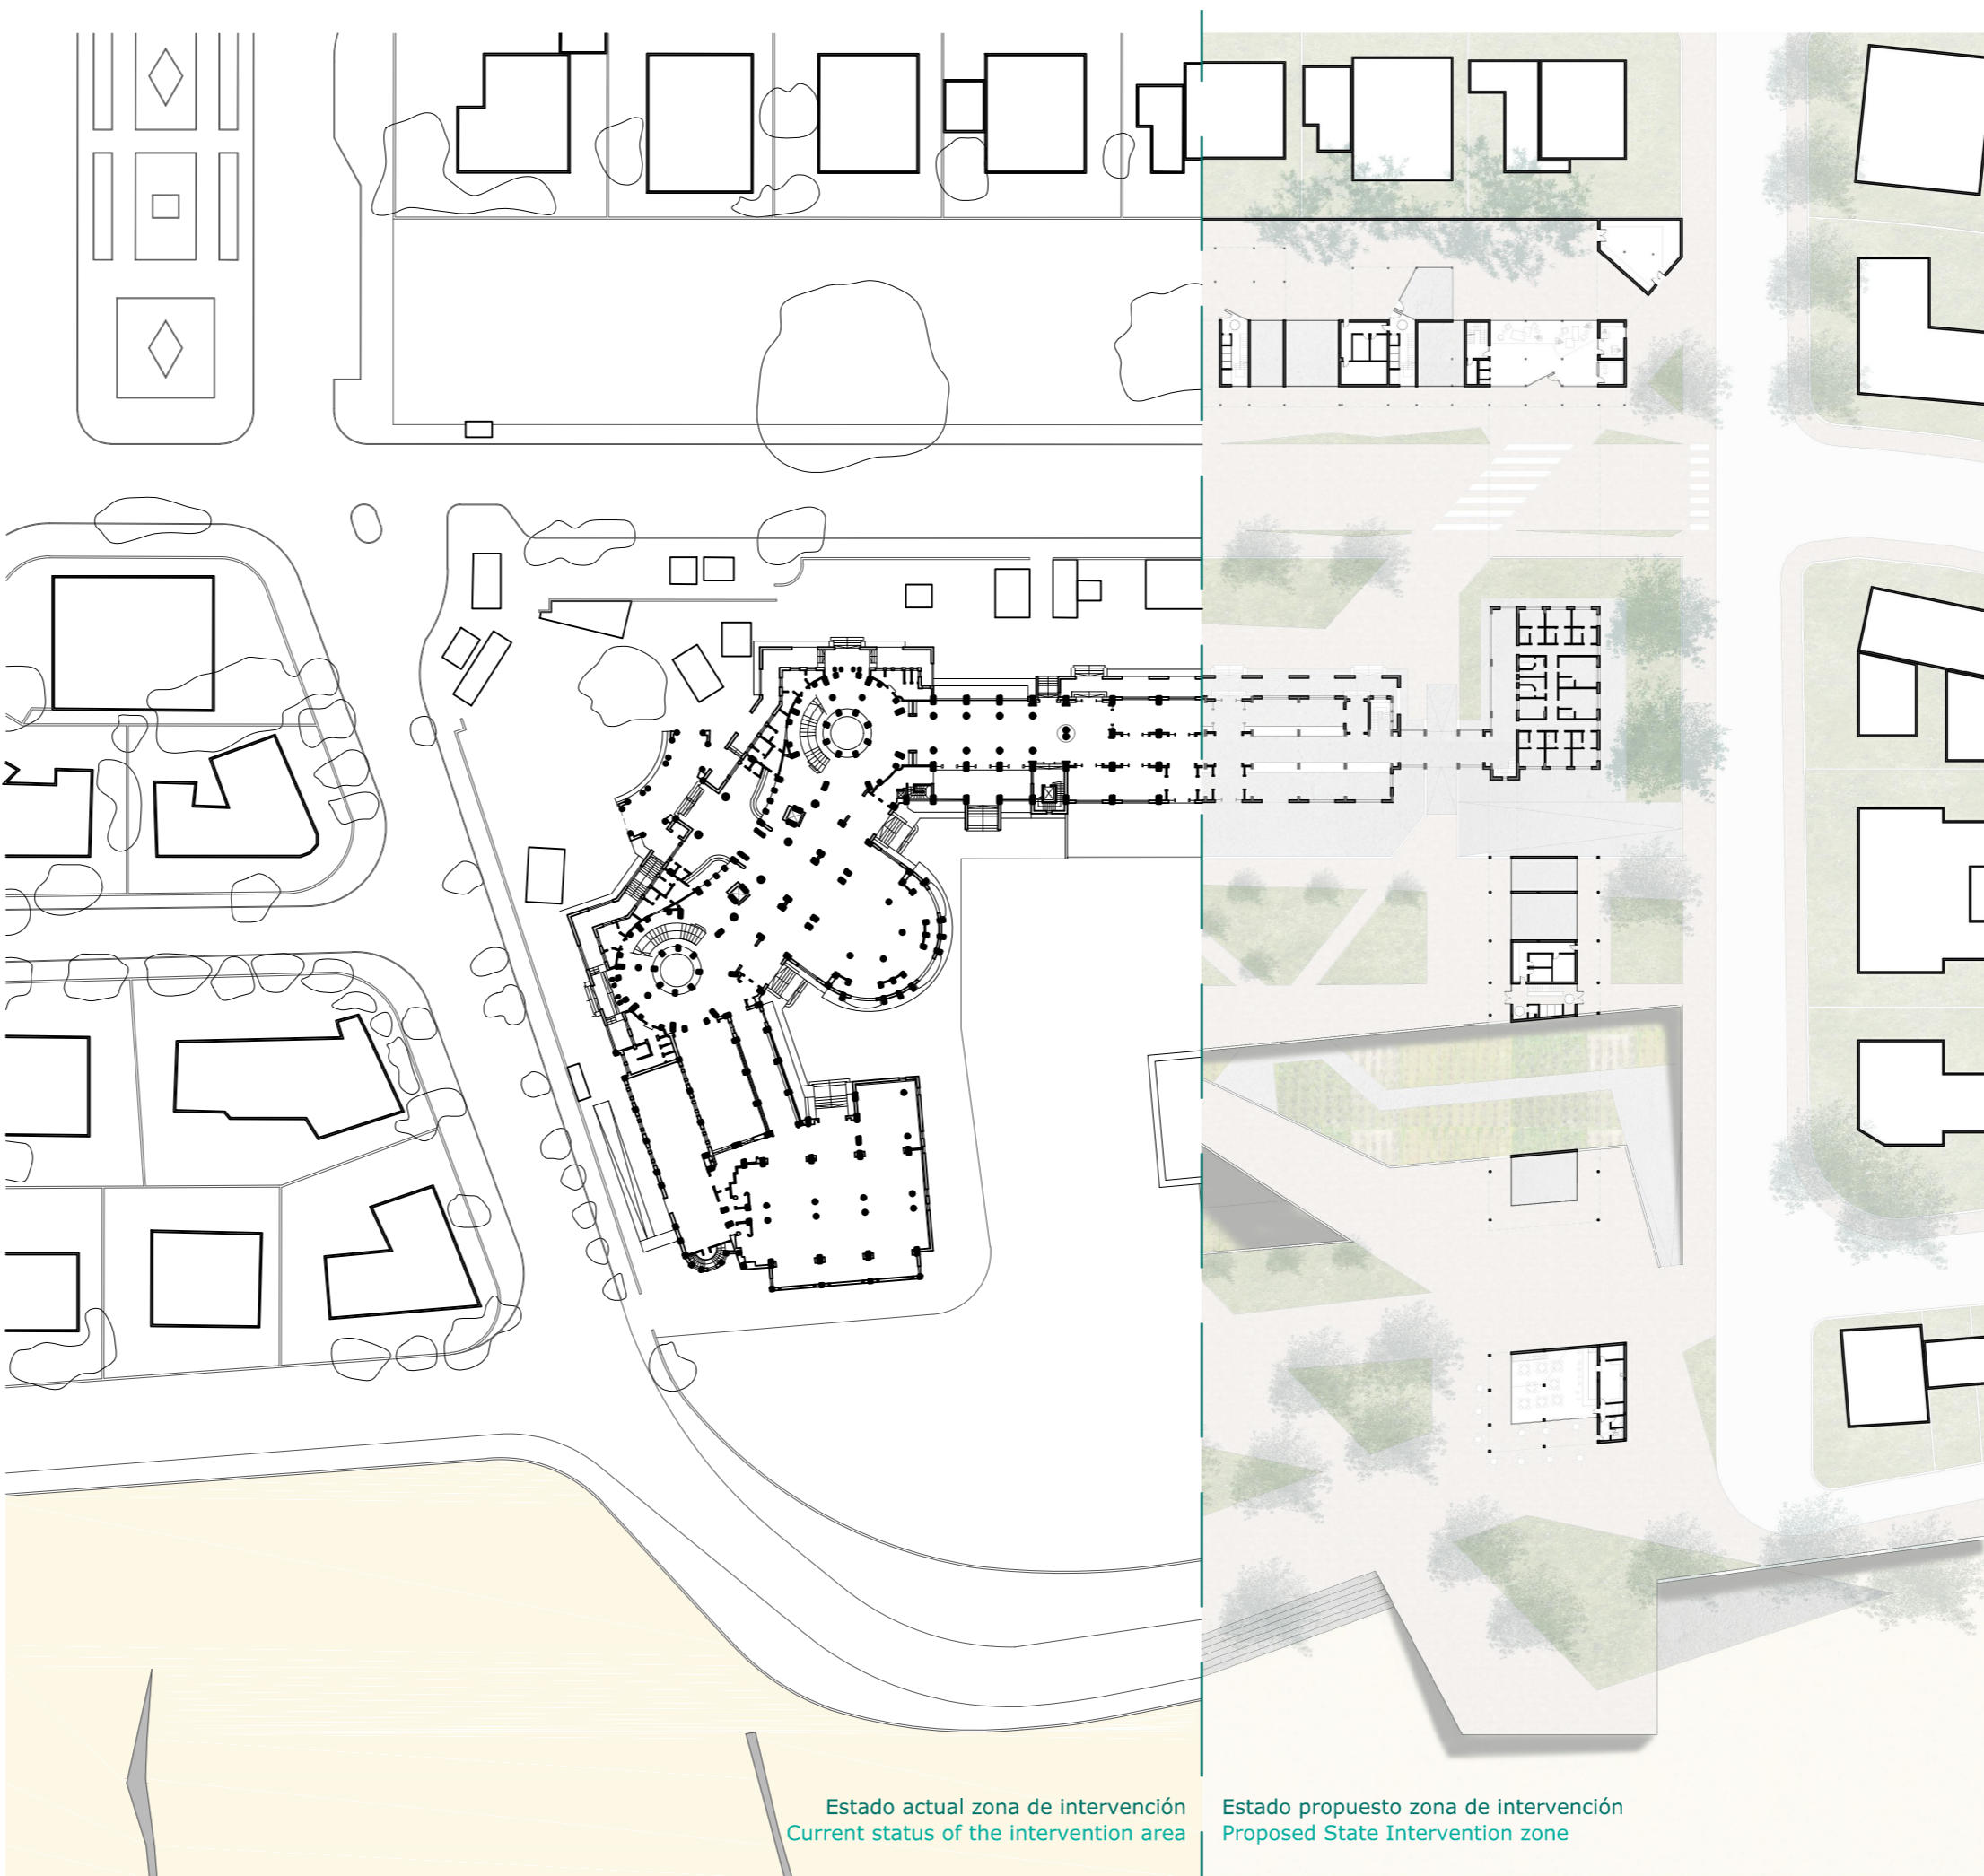 Estado actual zona de intervención
Current status of the intervention area
Estado propuesto zona de intervención
Proposed State Intervention zone